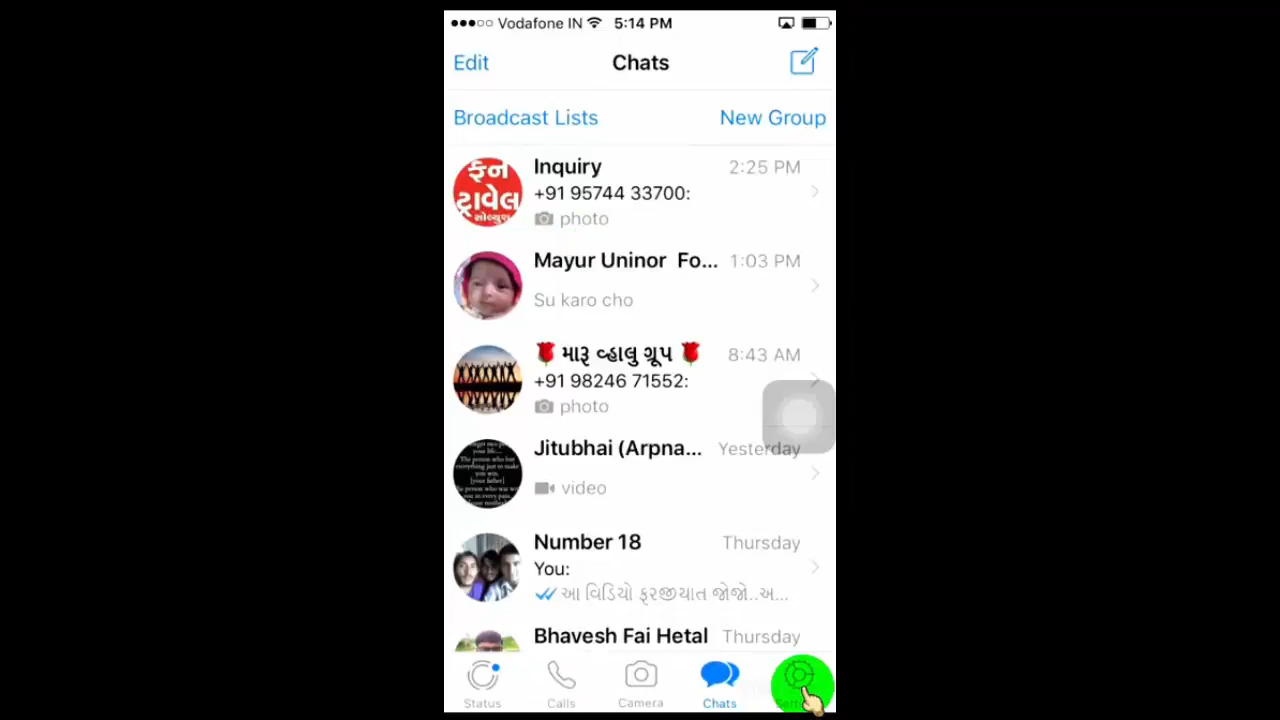 Vodafone IN 5:14 PM
Edit Chats
Broadcast Lists New Group
ફન
ટ્રાવેલ
સોલ્યુશ
Inquiry 2:25 PM
+91 95744 33700:
photo
Mayur Uninor Fo... 1:03 PM
Su karo cho
🌹 મારૂ વ્હાલુ ગ્રૂપ 🌹 8:43 AM
+91 98246 71552:
photo
Jitubhai (Arpna... Yesterday
video
Number 18 Thursday
You:
આ વિડિયો ફરજીયાત જોજો..અ...
Bhavesh Fai Hetal Thursday
Status Calls Camera Chats